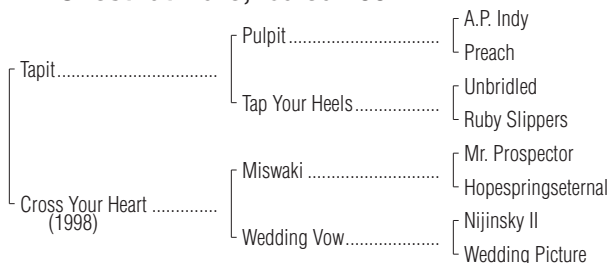 Pulpit
A.P. Indy
Preach
Tapit
Tap Your Heels
Unbridled
Ruby Slippers
Miswaki
Mr. Prospector
Hopespringseternal
Cross Your Heart
(1998)
Wedding Vow
Nijinsky II
Wedding Picture